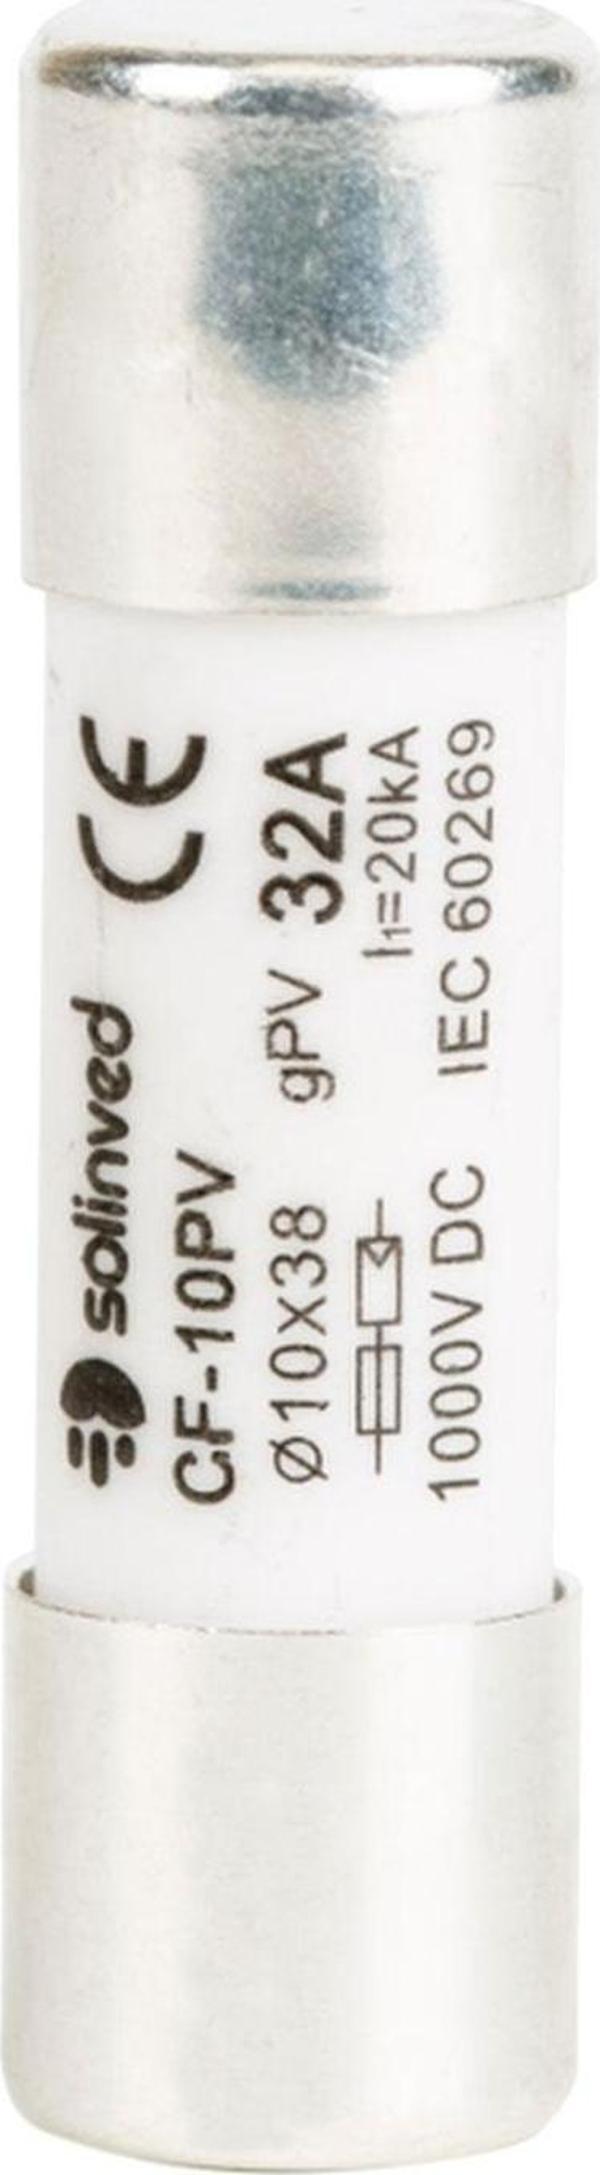 solinved CE
CF-10PV
Ø10X38 gPV 32A
I₁=20kA
1000V DC IEC 60269